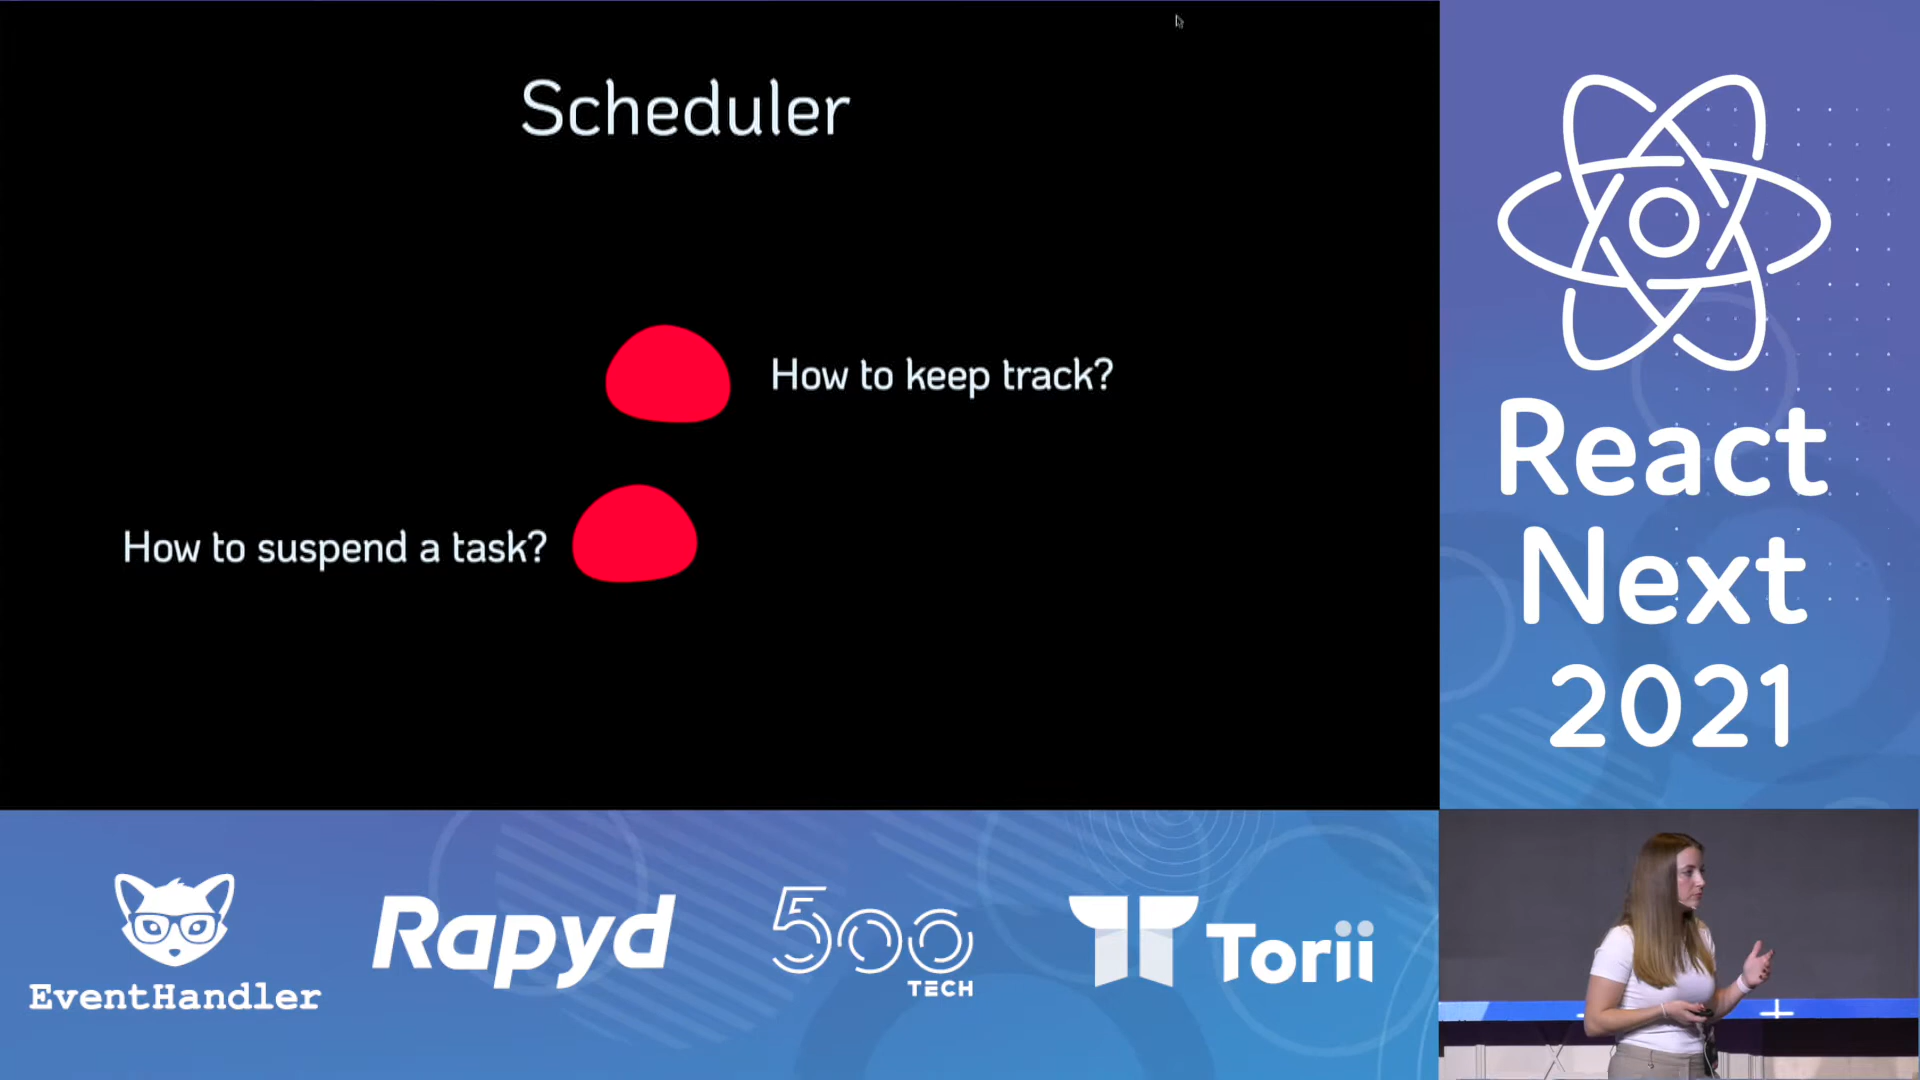 Scheduler
How to keep track?
How to suspend a task?
React
Next
2021
EventHandler
Rapyd
500
TECH
Torii